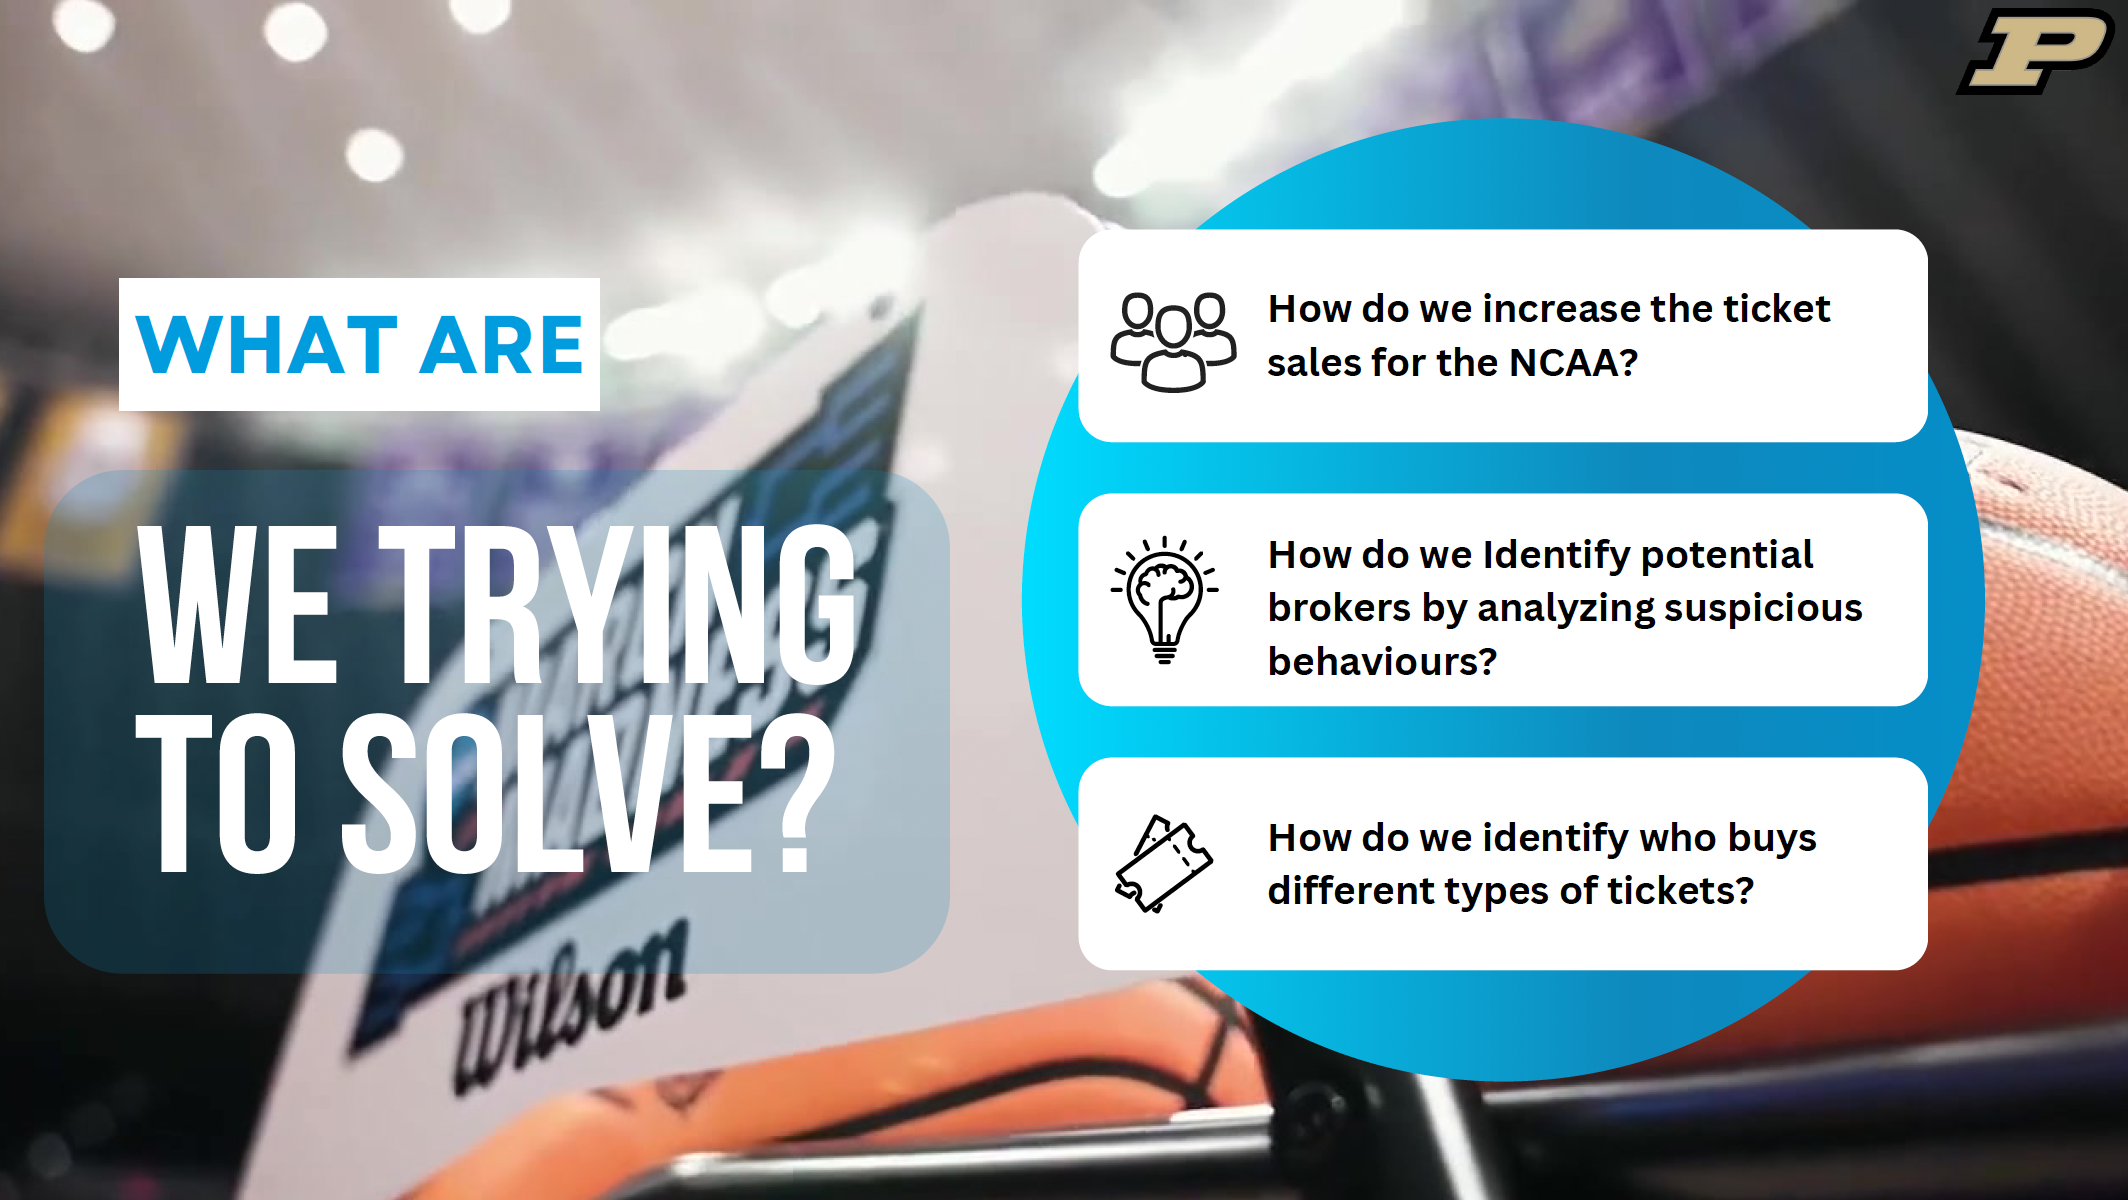 P
WHAT ARE
WE TRYING
TO SOLVE?
Wilson
How do we increase the ticket
sales for the NCAA?
How do we Identify potential
brokers by analyzing suspicious
behaviours?
How do we identify who buys
different types of tickets?